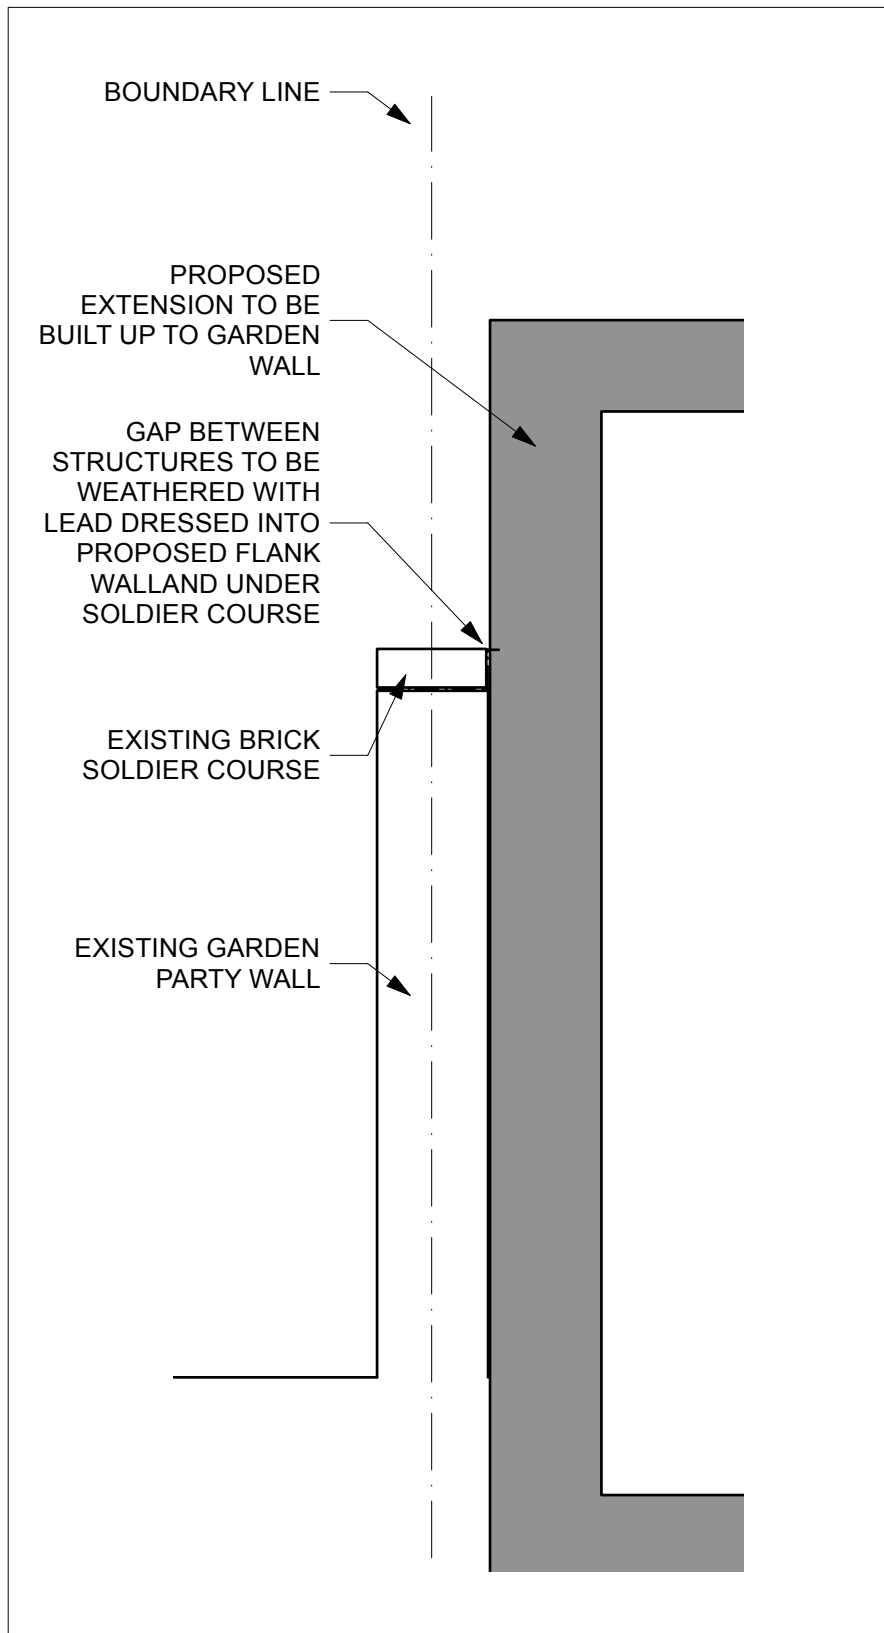 BOUNDARY LINE
PROPOSED
EXTENSION TO BE
BUILT UP TO GARDEN
WALL
GAP BETWEEN
STRUCTURES TO BE
WEATHERED WITH
LEAD DRESSED INTO
PROPOSED FLANK
WALLAND UNDER
SOLDIER COURSE
EXISTING BRICK
SOLDIER COURSE
EXISTING GARDEN
PARTY WALL